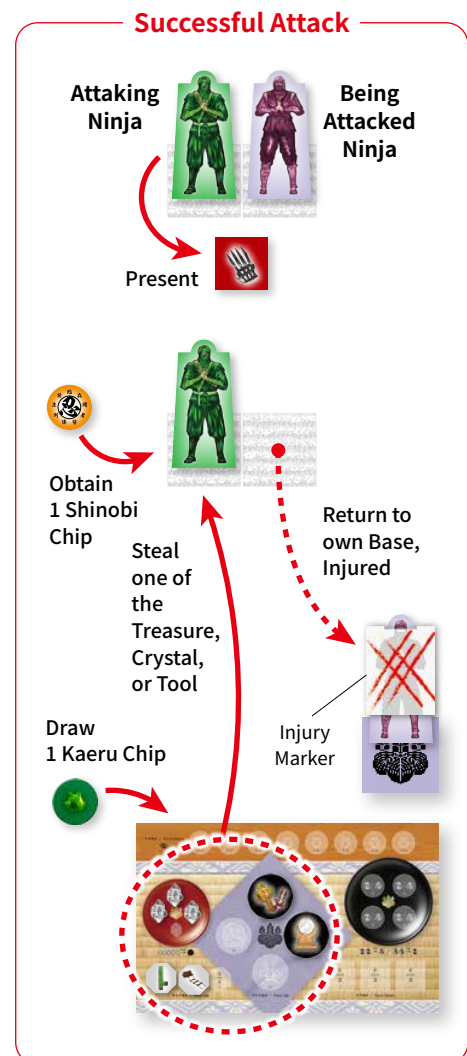 Successful Attack
Attaking
Ninja
Being
Attacked
Ninja
Present
Obtain
1 Shinobi
Chip
Steal
one of
the
Treasure,
Crystal,
or Tool
Return to
own Base,
Injured
Injury
Marker
Draw
1 Kaeru Chip